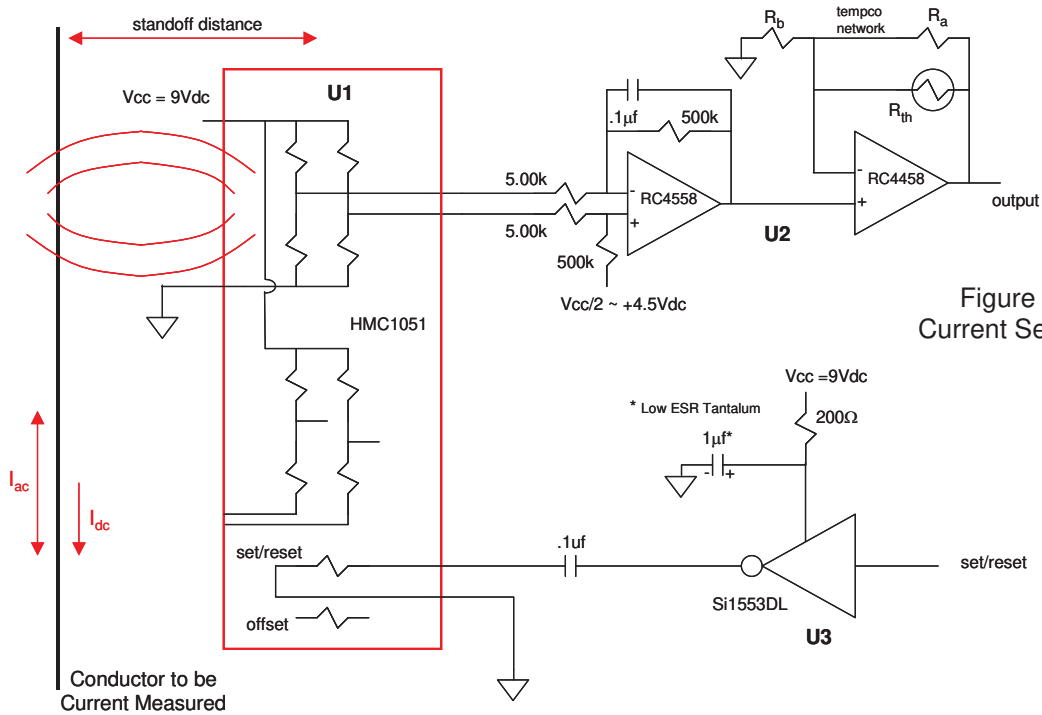 standoff distance
Vcc = 9Vdc
U1
.1µf
500k
5.00k
5.00k
500k
Vcc/2 ~ +4.5Vdc
-
+
RC4558
U2
Rb
tempco
network
Ra
Rth
-
+
RC4458
output
HMC1051
Figure
Current Se
Vcc =9Vdc
* Low ESR Tantalum
200Ω
1µf*
- +
Iac
Idc
set/reset
.1uf
Si1553DL
U3
set/reset
offset
Conductor to be
Current Measured